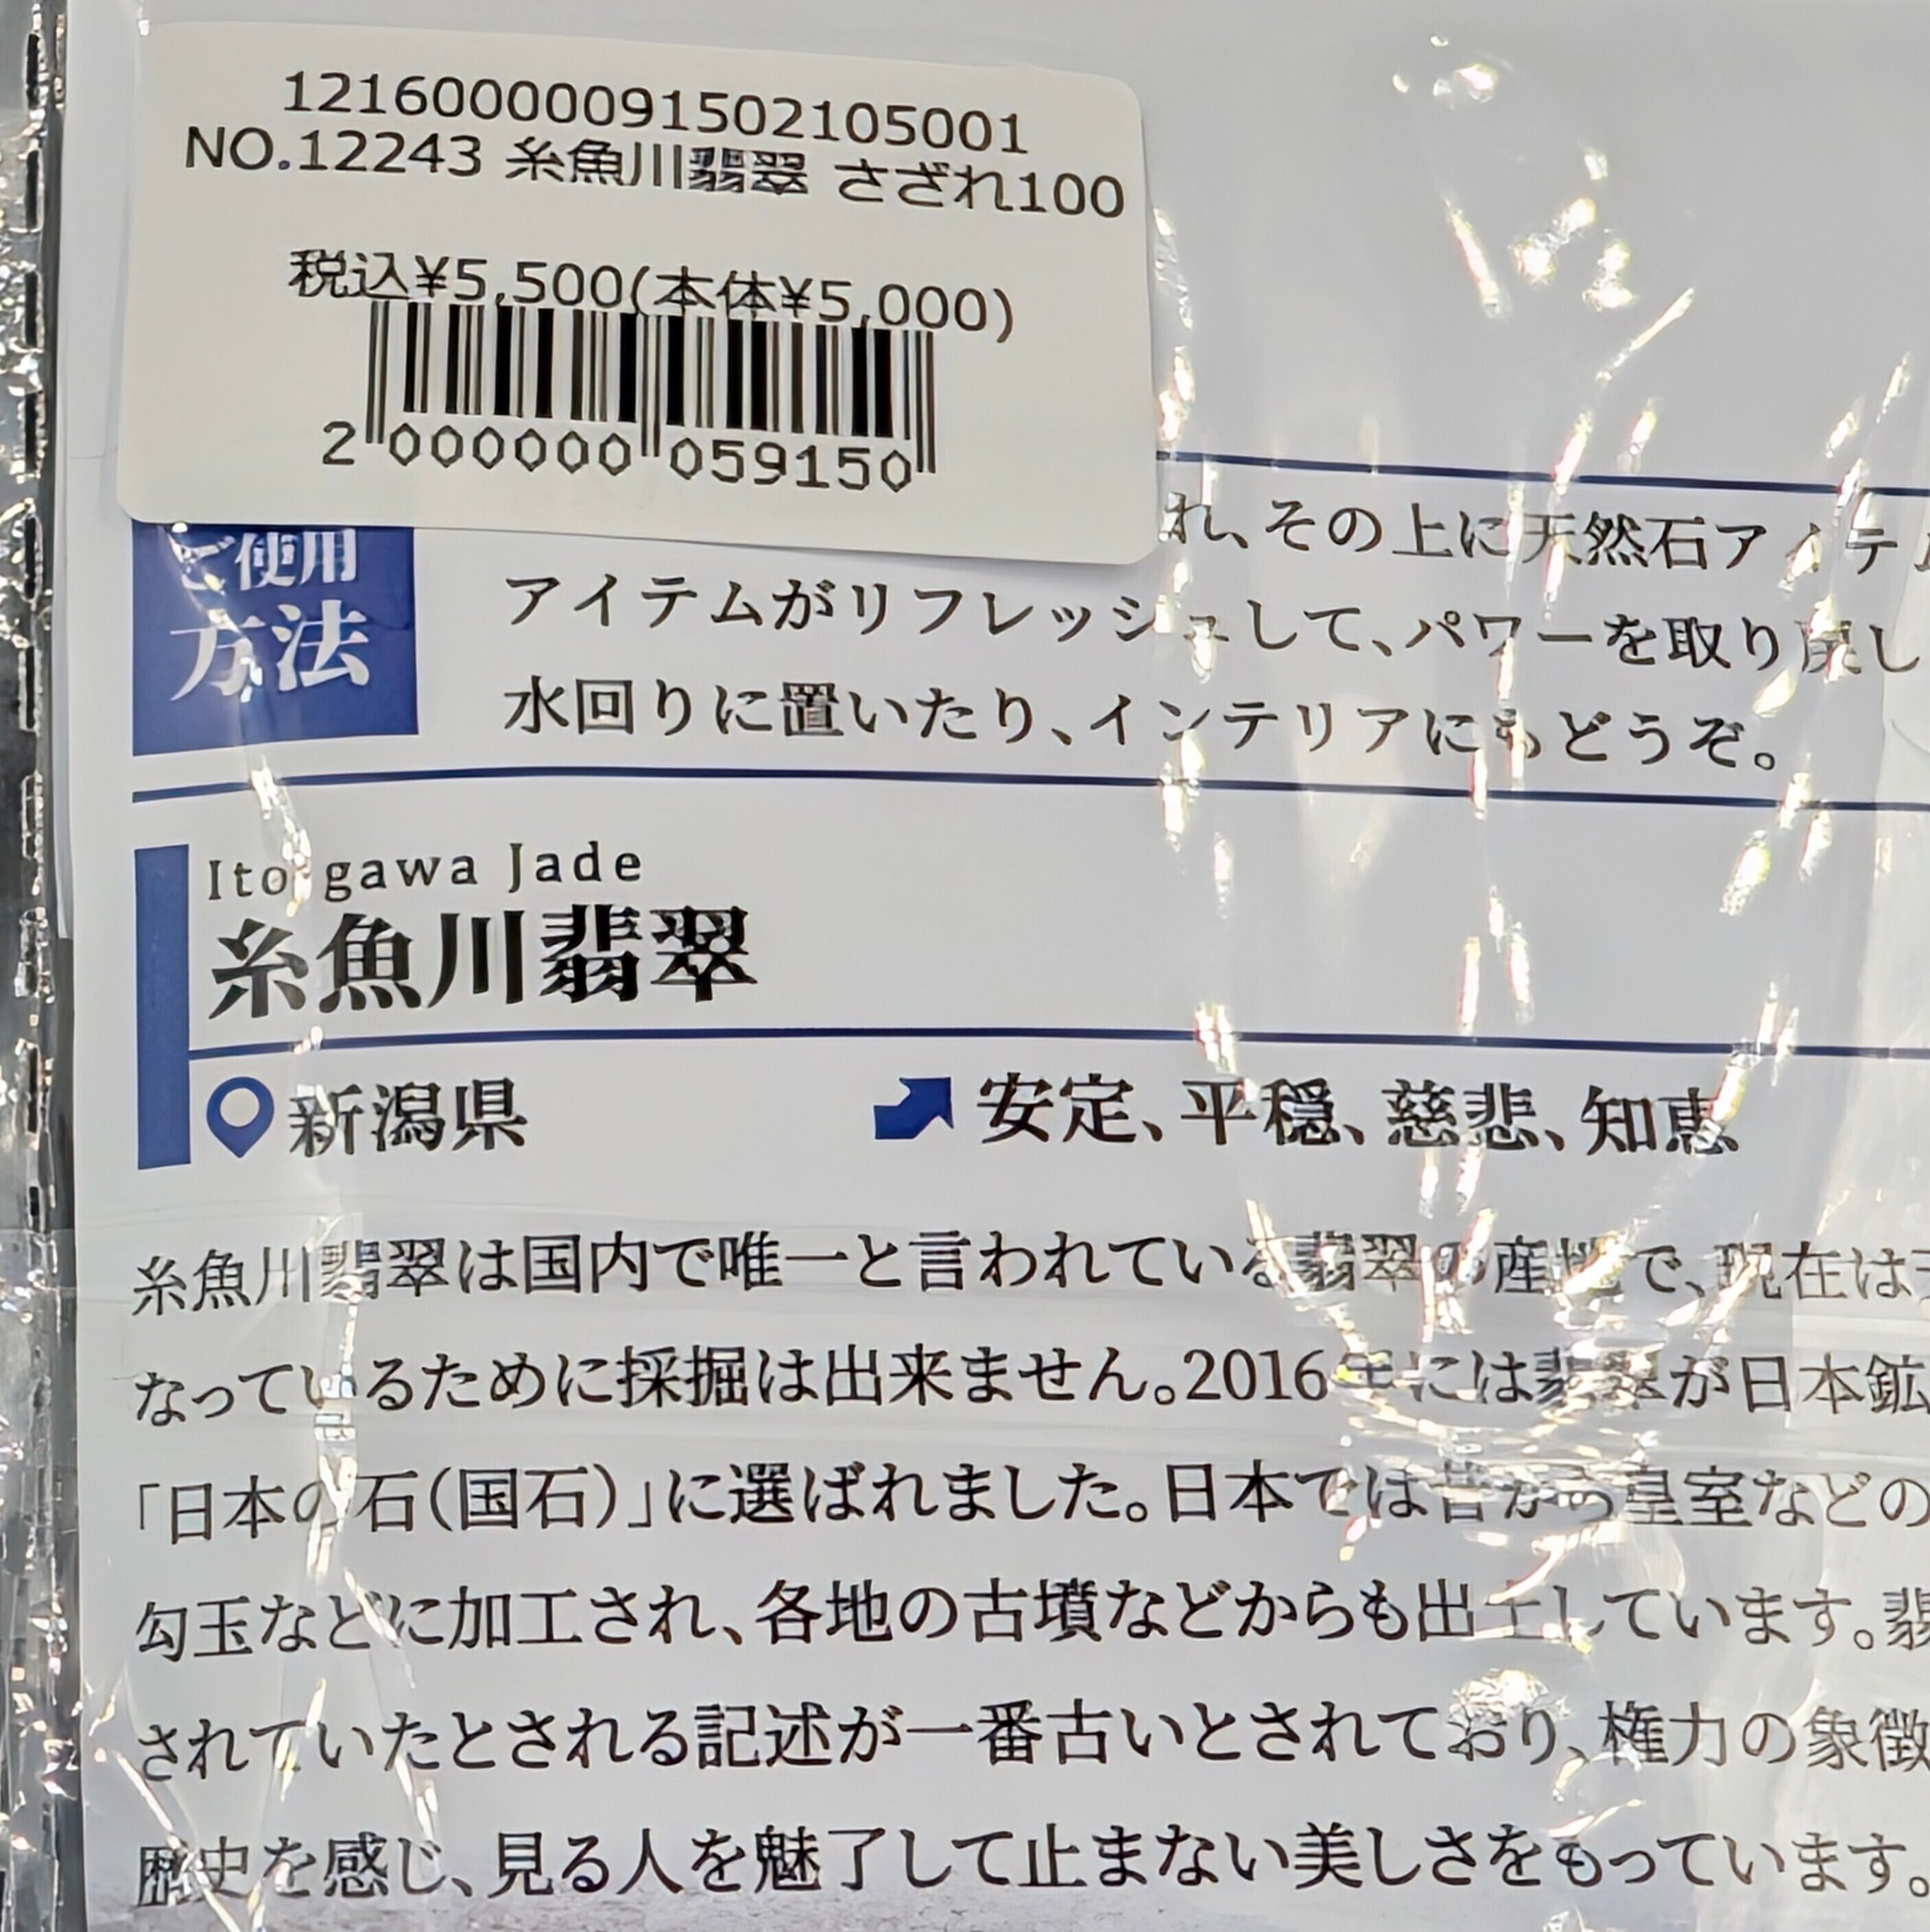 1216000009150210​5001
NO.12243 糸魚川翡翠 さざれ100
税込¥5,500(本体¥5,000)
2 000000 059150
ご使用
方法
れ、その上に天然石アイテ
アイテムがリフレッシュして、パワーを取り戻し
水回りに置いたり、インテリアにもどうぞ。
Ito gawa Jade
糸魚川翡翠
新潟県
安定、平穏、慈悲、知恵
糸魚川翡翠は国内で唯一と言われている翡翠の産地で、現在は
なっているために採掘は出来ません。2016年には翡翠が日本鉱
「日本の石(国石)」に選ばれました。日本では昔から皇室などの
勾玉などに加工され、各地の古墳などからも出土しています。翡
されていたとされる記述が一番古いとされており、権力の象徴
歴史を感じ、見る人を魅了して止まない美しさをもっています。